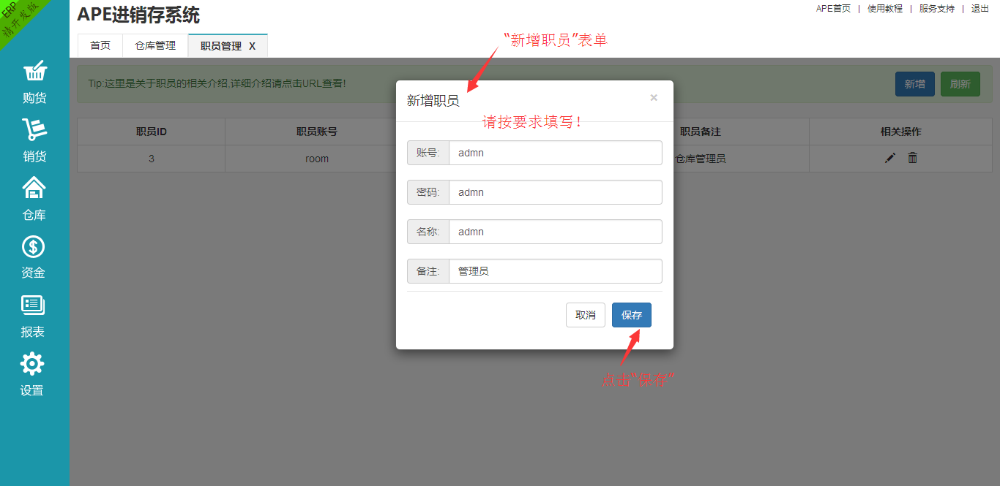 ERP
精开发版
APE进销存系统
APE首页 | 使用教程 | 服务支持 | 退出
首页 仓库管理 职员管理 X
“新增职员”表单
Tip:这里是关于职员的相关介绍,详细介绍请点击URL查看!
新增 刷新
新增职员 ×
请按要求填写！
职员ID 职员账号 职员备注 相关操作
3 room 仓库管理员
账号: admn
密码: admn
名称: admn
备注: 管理员
取消 保存
点击“保存”
购货
销货
仓库
资金
报表
设置